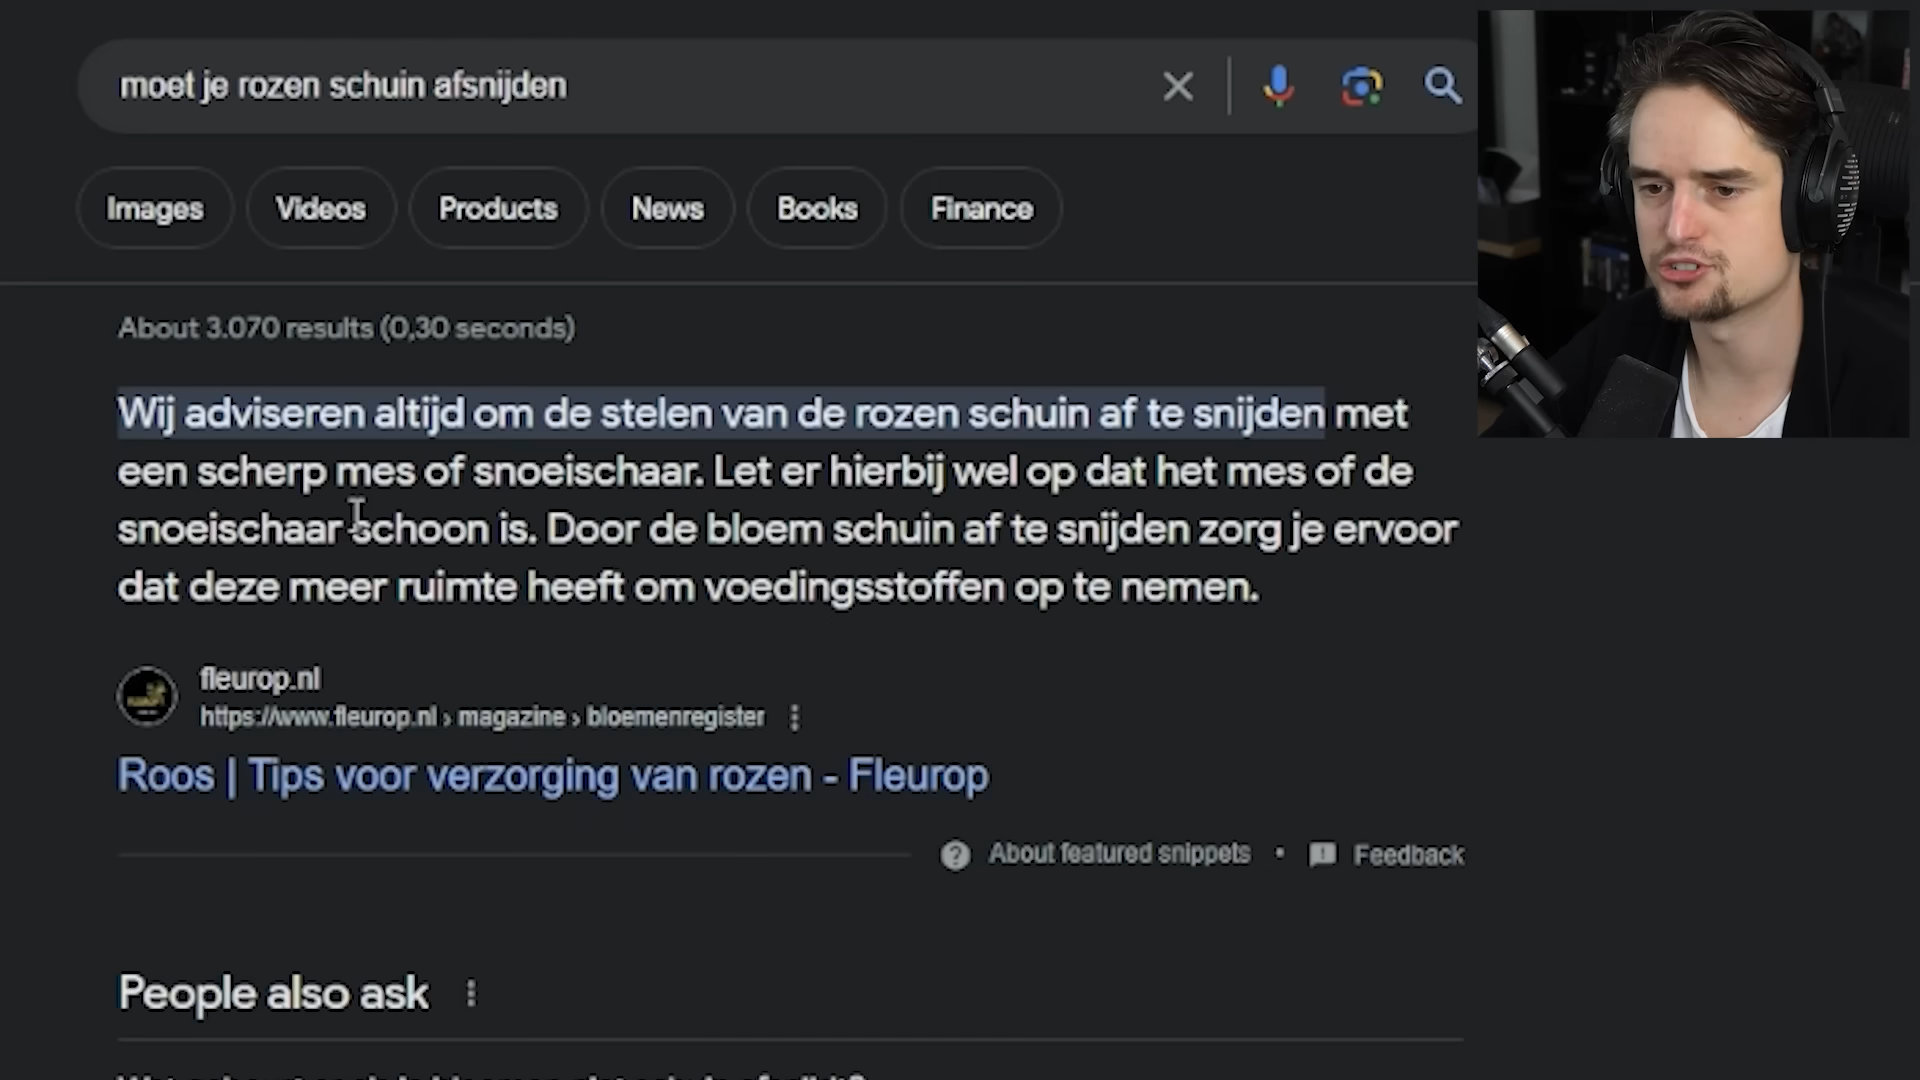 moet je rozen schuin afsnijden
Images Videos Products News Books Finance
About 3.070 results (0,30 seconds)
Wij adviseren altijd om de stelen van de rozen schuin af te snijden met
een scherp mes of snoeischaar. Let er hierbij wel op dat het mes of de
snoeischaar schoon is. Door de bloem schuin af te snijden zorg je ervoor
dat deze meer ruimte heeft om voedingsstoffen op te nemen.
fleurop.nl
https://www.fleurop.nl › magazine › bloemenregister
Roos | Tips voor verzorging van rozen - Fleurop
About featured snippets • Feedback
People also ask